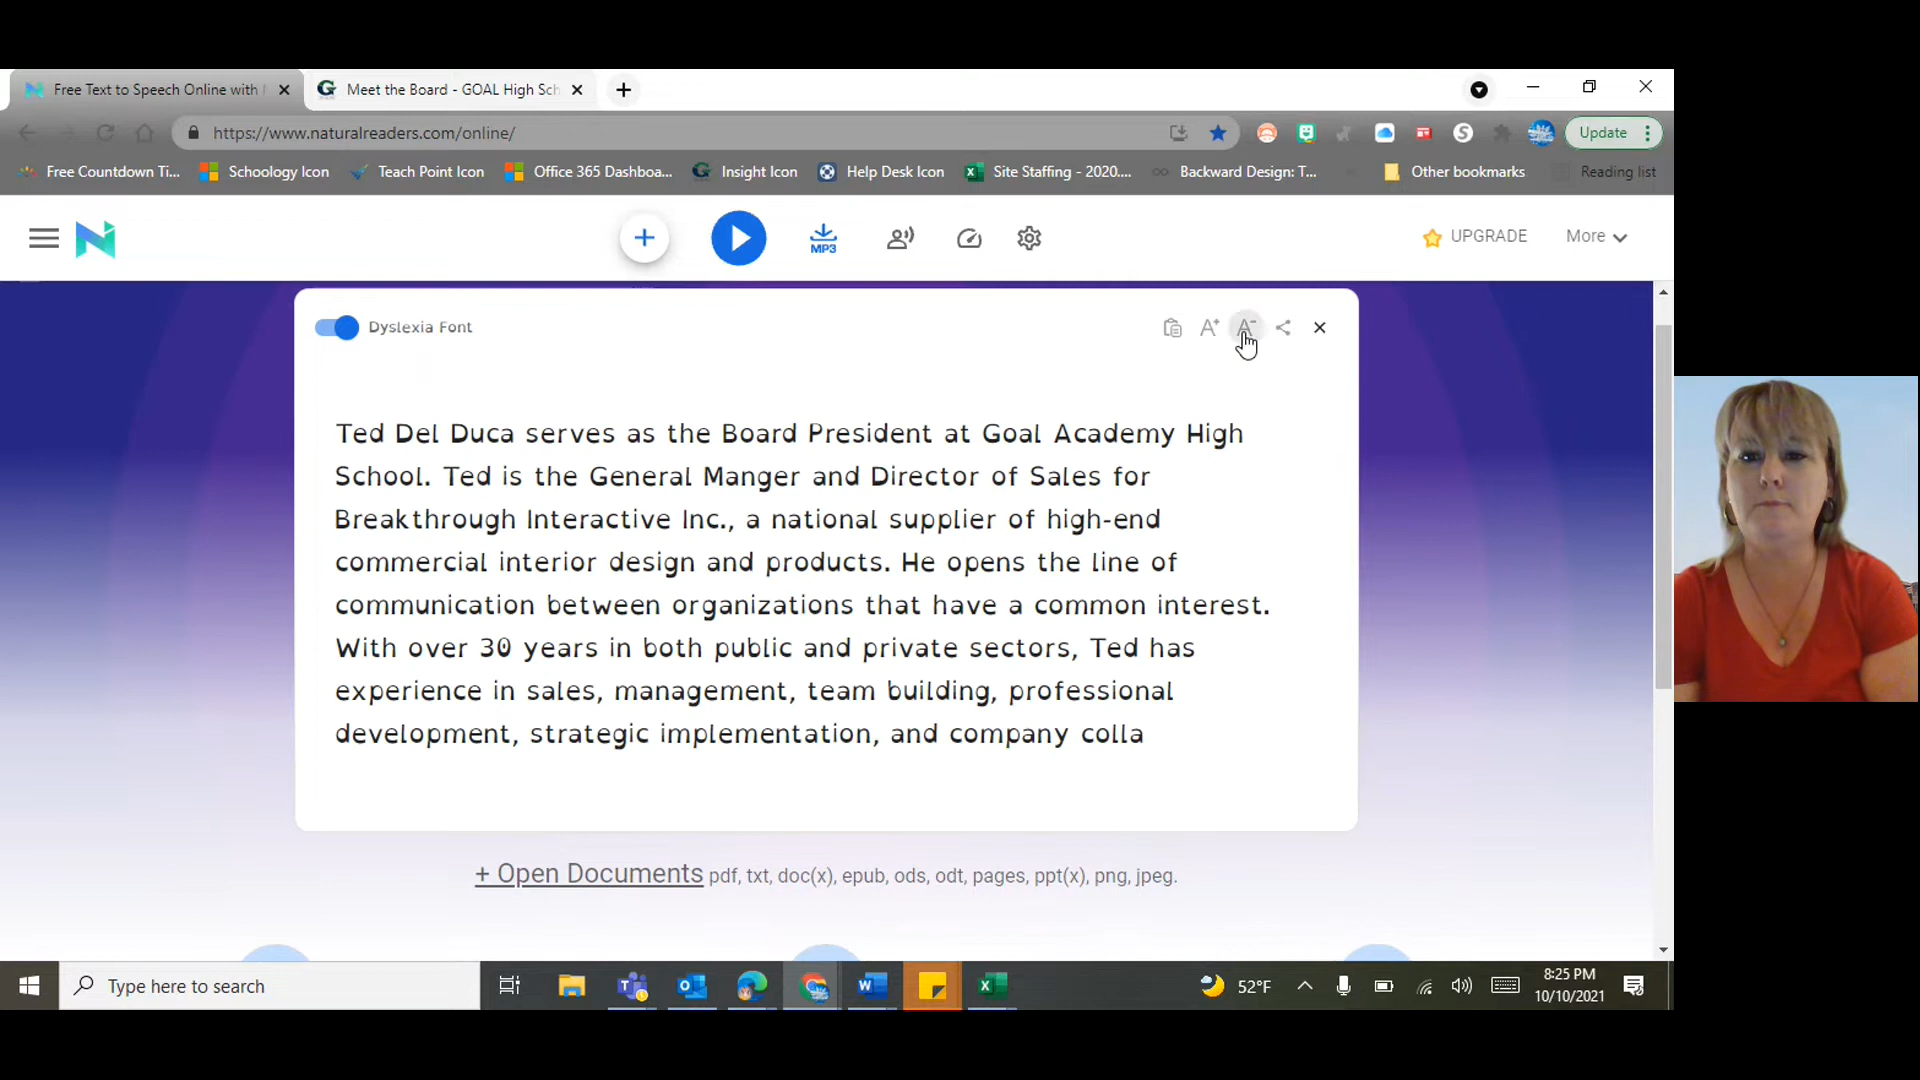 Free Text to Speech Online with
Meet the Board - GOAL High Sch
https://www.naturalreaders.com/online/
Update
Free Countdown Ti...
Schoology Icon
Teach Point Icon
Office 365 Dashboa...
Insight Icon
Help Desk Icon
Site Staffing - 2020....
Backward Design: T...
Other bookmarks
Reading list
MP3
UPGRADE
More
Dyslexia Font
A+
A-
Ted Del Duca serves as the Board President at Goal Academy High
School. Ted is the General Manger and Director of Sales for
Breakthrough Interactive Inc., a national supplier of high-end
commercial interior design and products. He opens the line of
communication between organizations that have a common interest.
With over 30 years in both public and private sectors, Ted has
experience in sales, management, team building, professional
development, strategic implementation, and company colla
+ Open Documents pdf, txt, doc(x), epub, ods, odt, pages, ppt(x), png, jpeg.
Type here to search
52°F
8:25 PM
10/10/2021